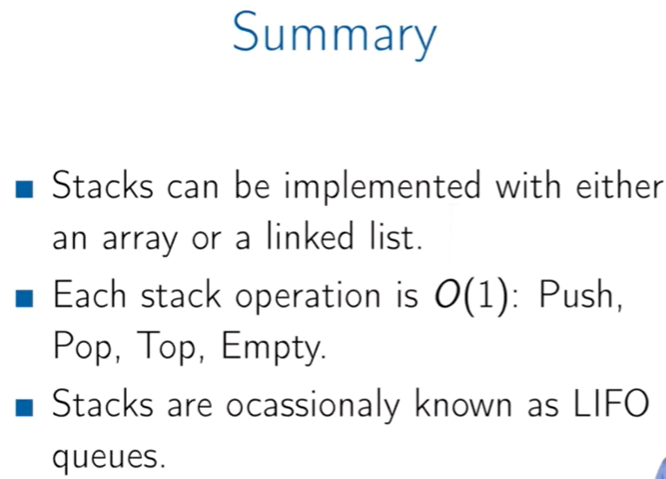 Summary
Stacks can be implemented with either
an array or a linked list.
Each stack operation is O(1): Push,
Pop, Top, Empty.
Stacks are ocassionaly known as LIFO
queues.